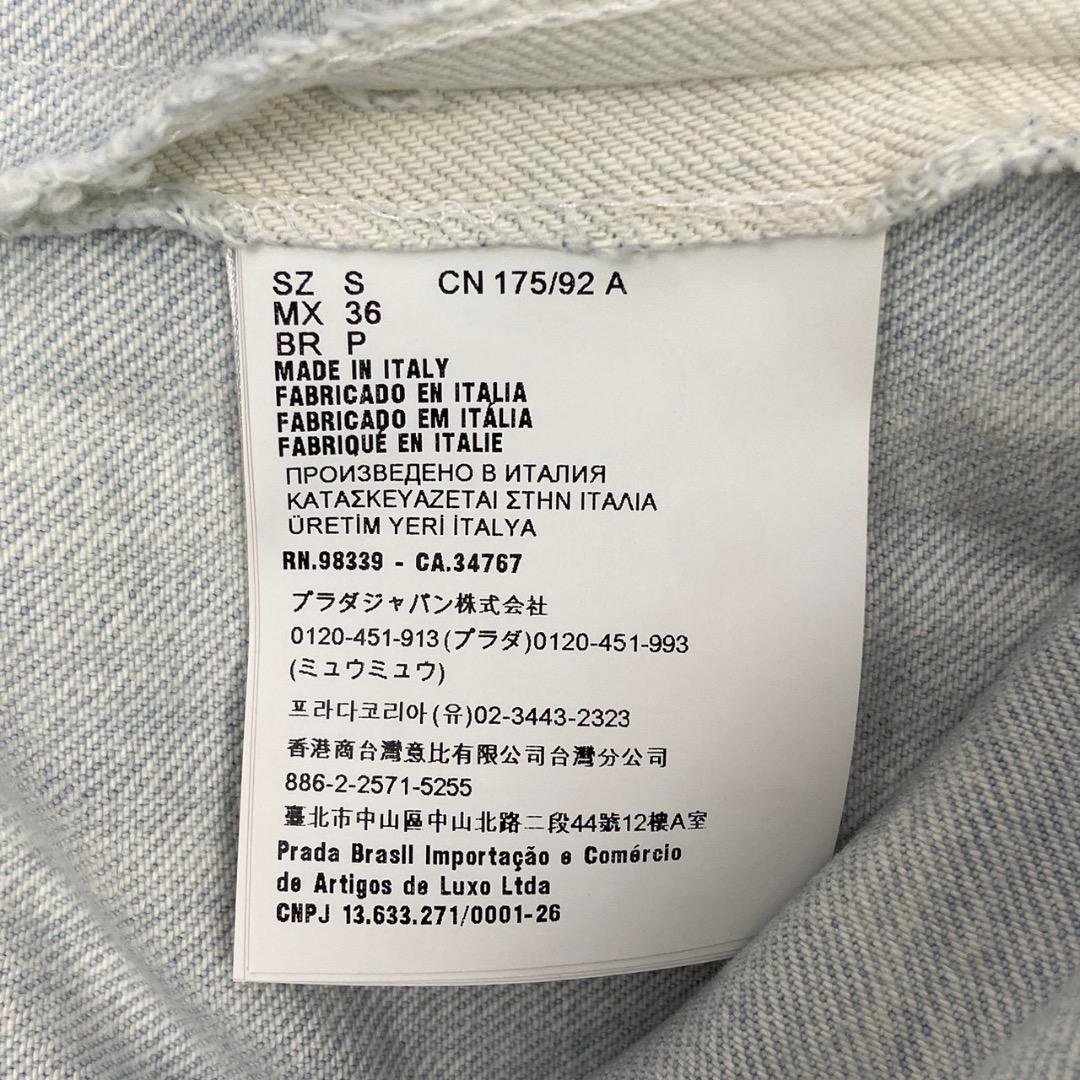 SZ S CN 175/92 A
MX 36
BR P
MADE IN ITALY
FABRICADO EN ITALIA
FABRICADO EM ITÁLIA
FABRIQUÉ EN ITALIE
ПРОИЗВЕДЕНО В ИТАЛИЯ
ΚΑΤΑΣΚΕΥΑΖΕΤΑΙ ΣΤΗΝ ΙΤΑΛΙΑ
ÜRETİM YERİ İTALYA
RN.98339 - CA.34767
プラダジャパン株式会社
0120-451-913(プラダ)0120-451-993
(ミュウミュウ)
프라다코리아(유)02-3443-2323
香港商台灣意比有限公司台灣分公司
886-2-2571-5255
臺北市中山區中山北路二段44號12樓A室
Prada Brasil Importação e Comércio
de Artigos de Luxo Ltda
CNPJ 13.633.271/0001-26